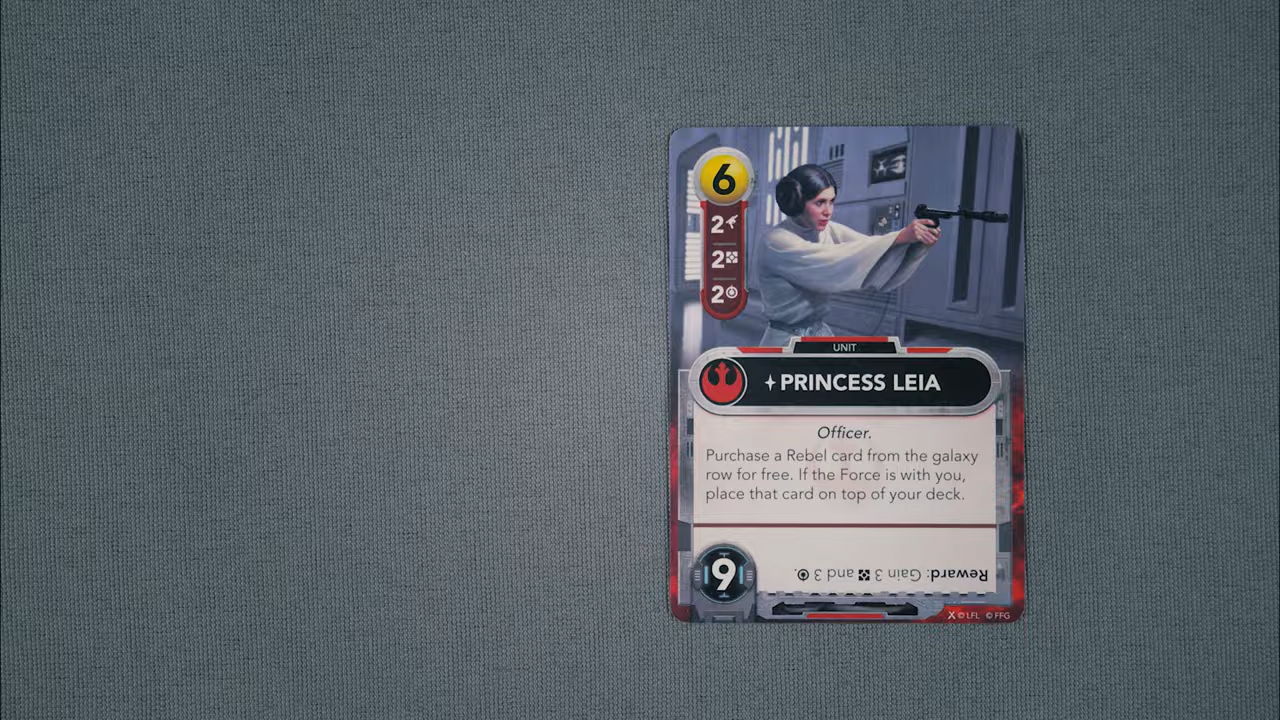 6
2
2
2
UNIT
PRINCESS LEIA
Officer.
Purchase a Rebel card from the galaxy
row for free. If the Force is with you,
place that card on top of your deck.
Reward: Gain 3 and 3.
9
X © LFL © FFG